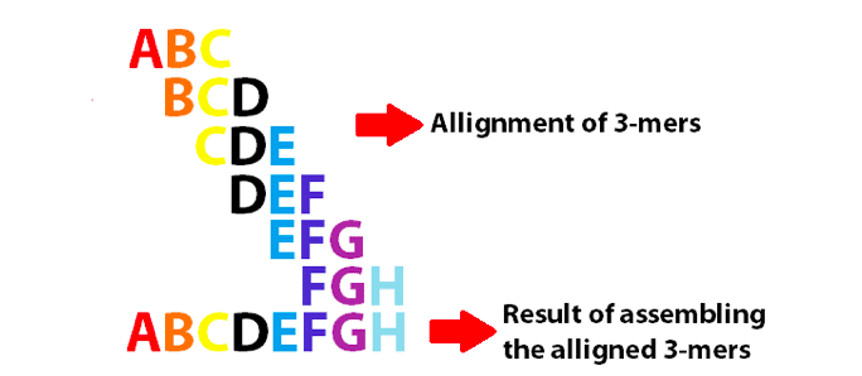 ABC
BCD
CDE
Allignment of 3-mers
DEF
EFG
FGH
ABCDEFGH
Result of assembling
the alligned 3-mers